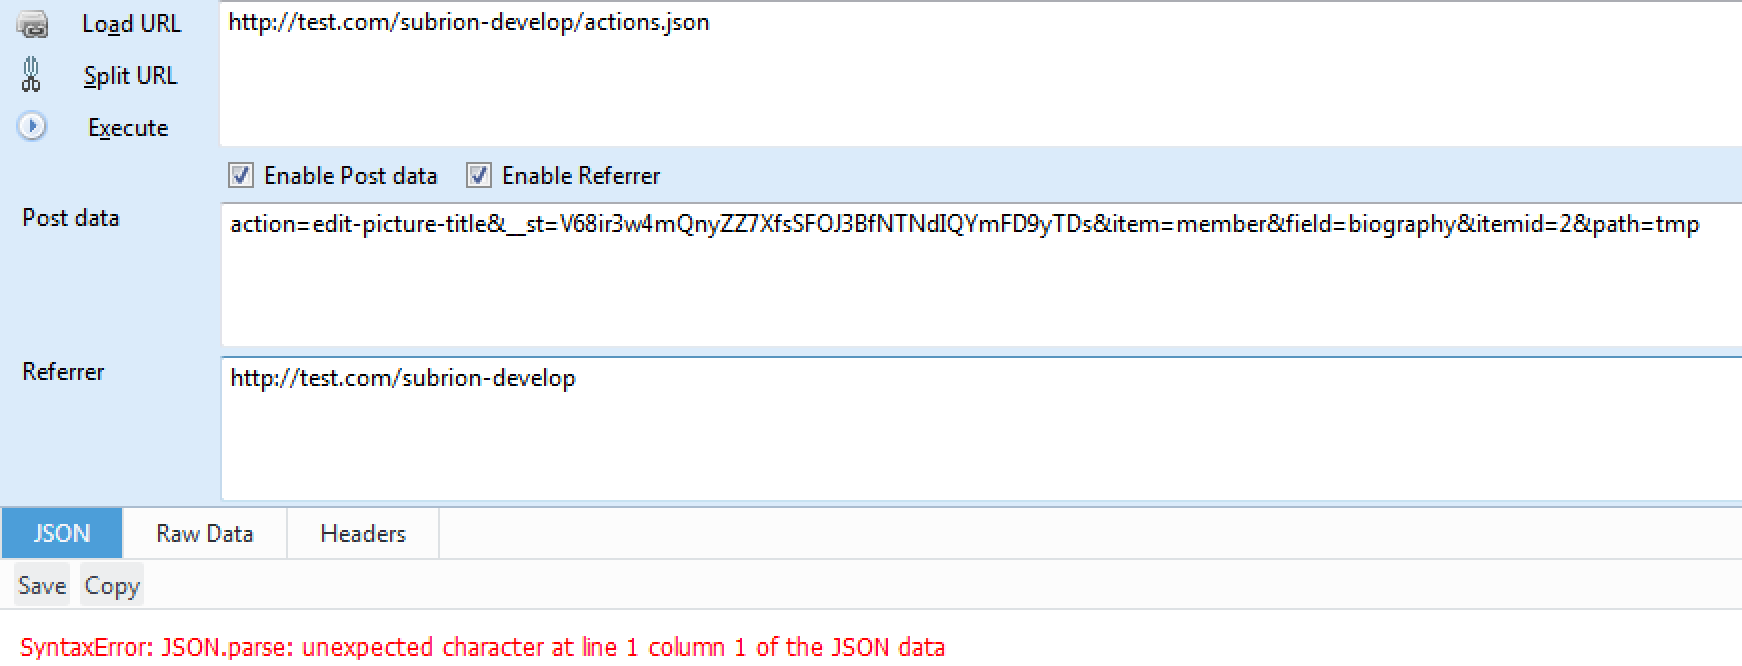 Load URL
http://test.com/subrion-develop/actions.json
Split URL
Execute
Enable Post data Enable Referrer
Post data
action=edit-picture-title&__st=V68ir3w4mQnyZZ7XfsSFOJ3BfNTNdIQYmFD9yTDs&item=member&field=biography&itemid=2&path=tmp
Referrer
http://test.com/subrion-develop
JSON Raw Data Headers
Save Copy
SyntaxError: JSON.parse: unexpected character at line 1 column 1 of the JSON data